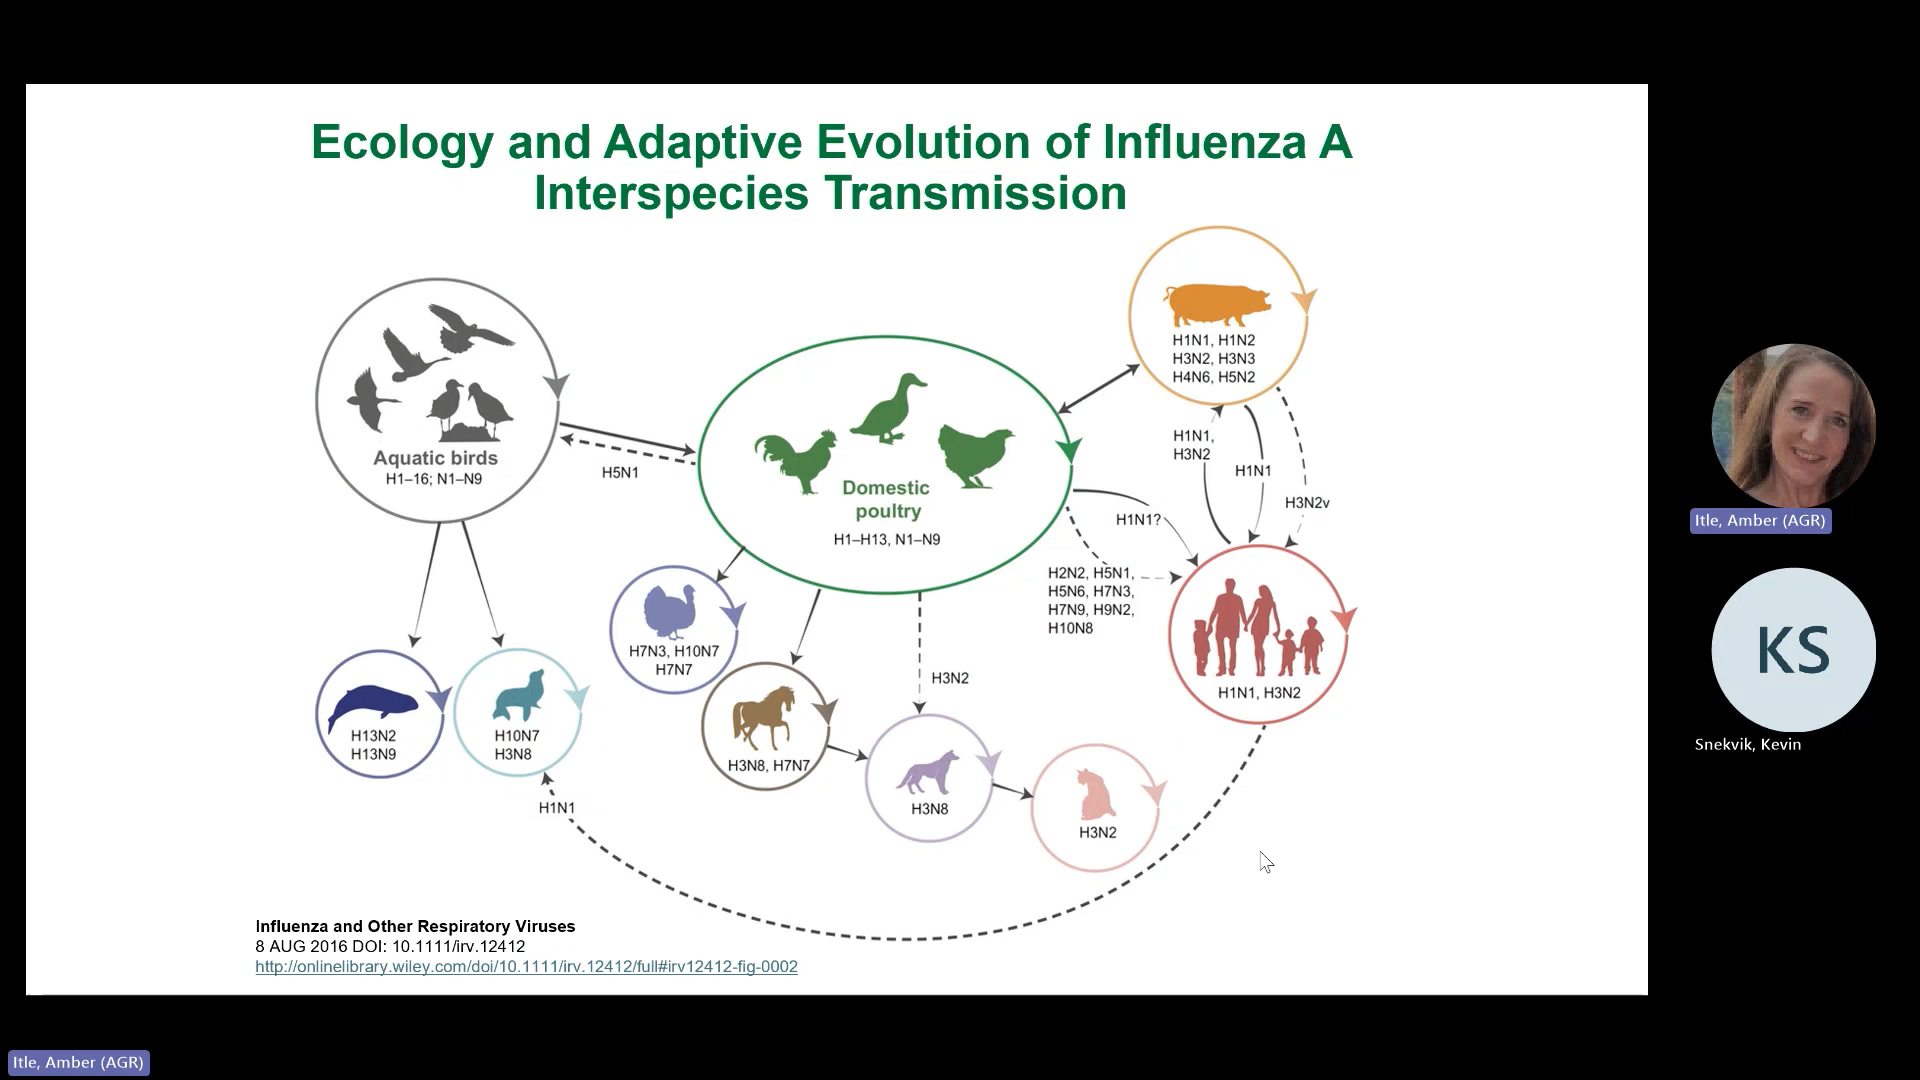 Ecology and Adaptive Evolution of Influenza A
Interspecies Transmission
Aquatic birds
H1–16; N1–N9
H5N1
Domestic
poultry
H1–H13, N1–N9
H1N1, H1N2
H3N2, H3N3
H4N6, H5N2
H1N1,
H3N2
H1N1
H3N2v
H1N1?
H2N2, H5N1,
H5N6, H7N3,
H7N9, H9N2,
H10N8
H1N1, H3N2
H13N2
H13N9
H10N7
H3N8
H7N3, H10N7
H7N7
H3N8, H7N7
H3N2
H3N8
H3N2
H1N1
Influenza and Other Respiratory Viruses
8 AUG 2016 DOI: 10.1111/irv.12412
http://onlinelibrary.wiley.com/doi/10.1111/irv.12412/full#irv12412-fig-0002
Itle, Amber (AGR)
KS
Snekvik, Kevin
Itle, Amber (AGR)